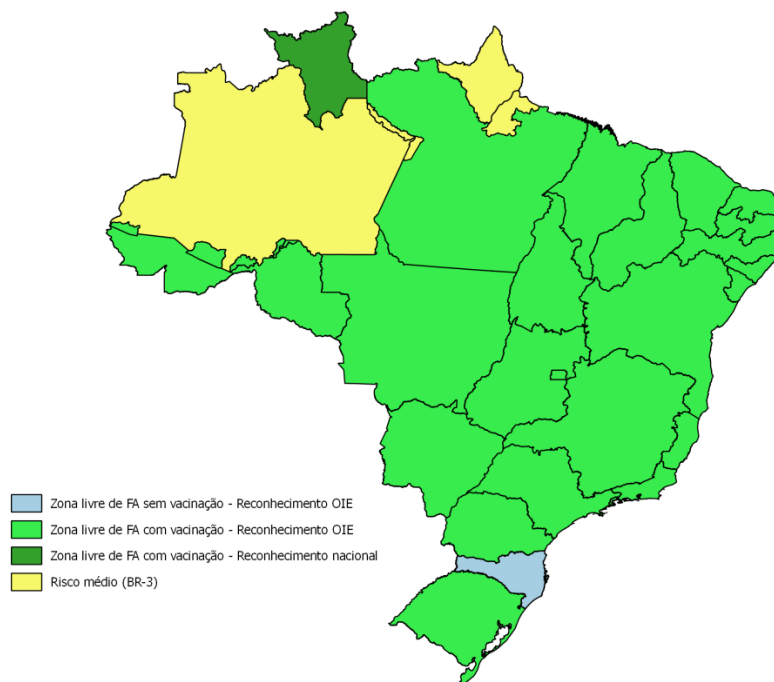 Zona livre de FA sem vacinação - Reconhecimento OIE
Zona livre de FA com vacinação - Reconhecimento OIE
Zona livre de FA com vacinação - Reconhecimento nacional
Risco médio (BR-3)